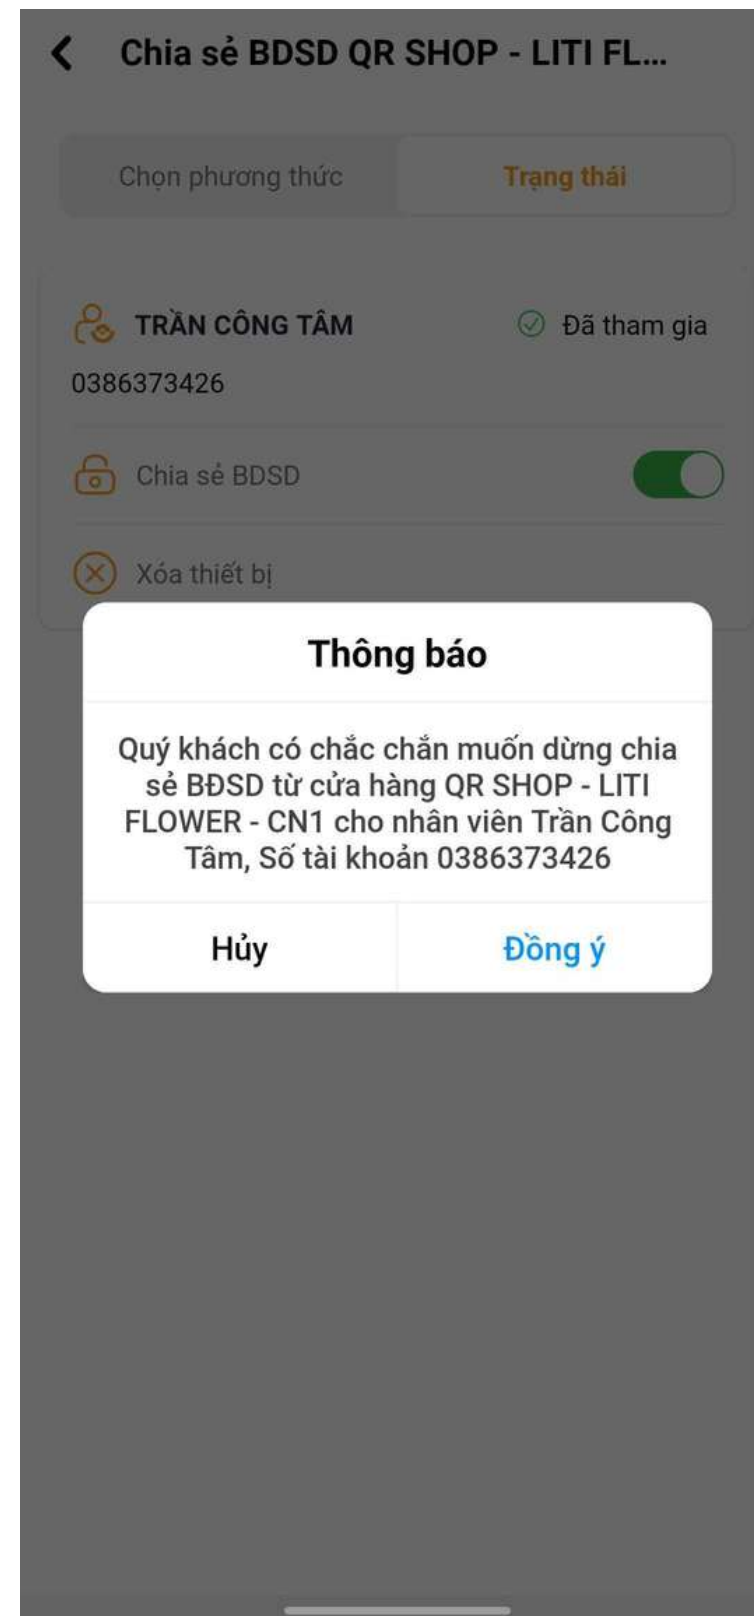 Chia sẻ BDSD QR SHOP - LITI FL...
Chọn phương thức
Trạng thái
TRẦN CÔNG TÂM
Đã tham gia
0386373426
Chia sẻ BDSD
Xóa thiết bị
Thông báo
Quý khách có chắc chắn muốn dừng chia
sẻ BĐSD từ cửa hàng QR SHOP - LITI
FLOWER - CN1 cho nhân viên Trần Công
Tâm, Số tài khoản 0386373426
Hủy
Đồng ý